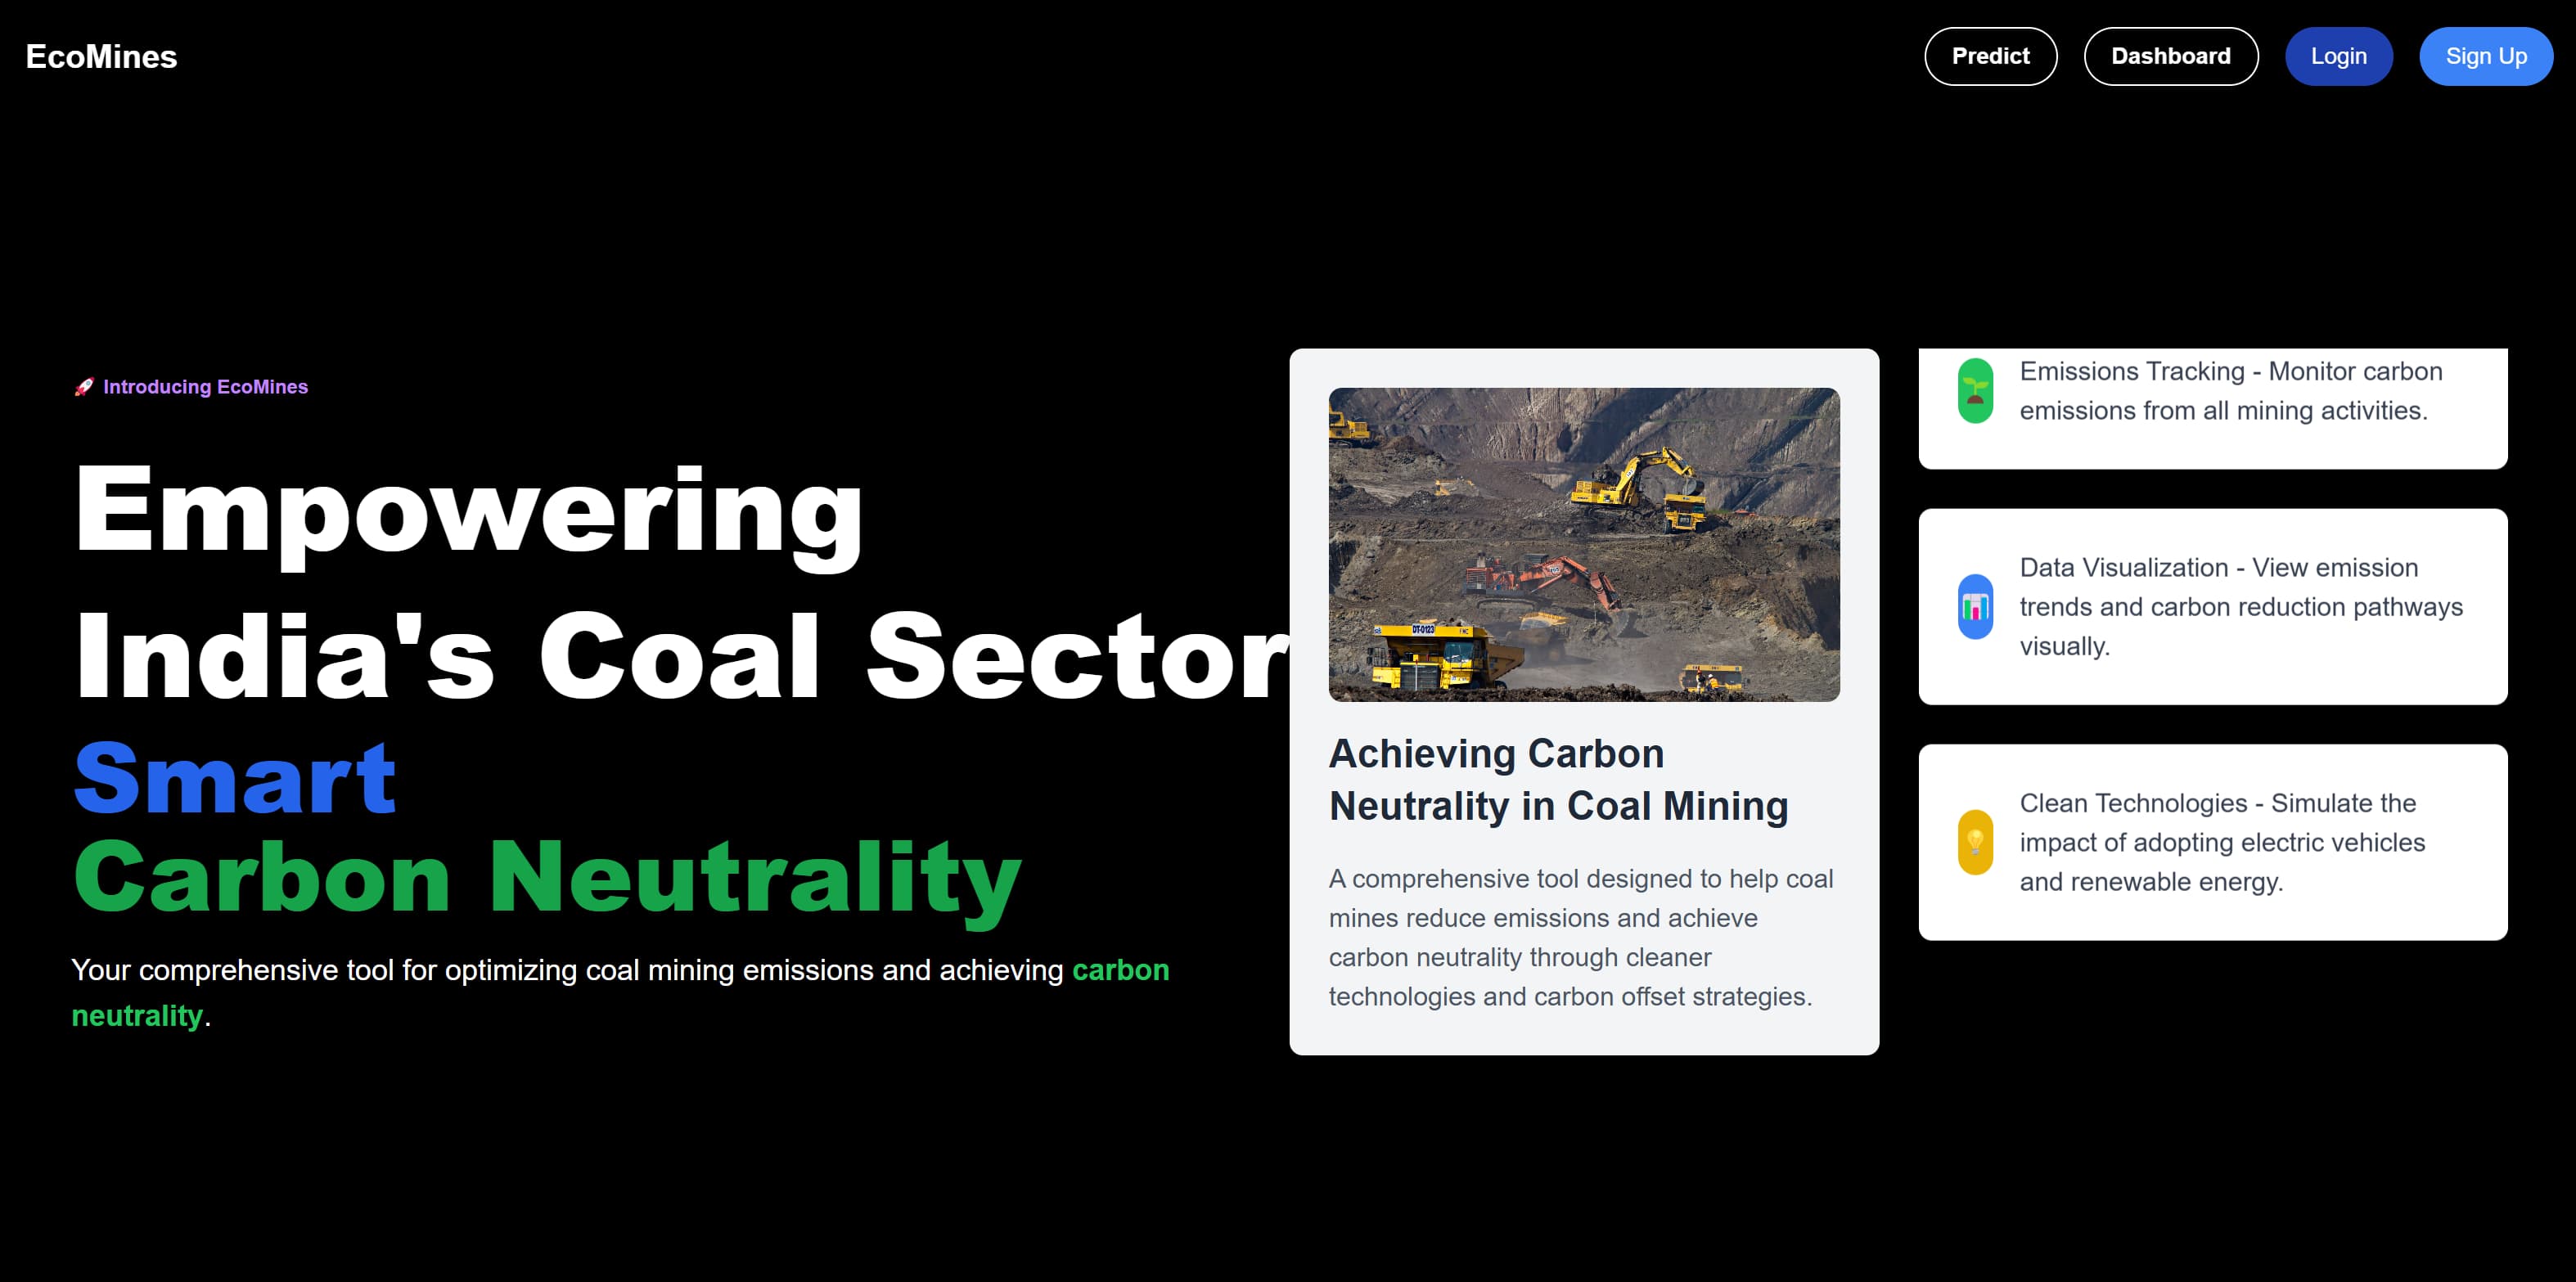 EcoMines
Predict
Dashboard
Login
Sign Up
🚀 Introducing EcoMines
Empowering
India's Coal Sector
Smart
Carbon Neutrality
Your comprehensive tool for optimizing coal mining emissions and achieving carbon
neutrality.
DT-0123
Achieving Carbon
Neutrality in Coal Mining
A comprehensive tool designed to help coal
mines reduce emissions and achieve
carbon neutrality through cleaner
technologies and carbon offset strategies.
Emissions Tracking - Monitor carbon
emissions from all mining activities.
Data Visualization - View emission
trends and carbon reduction pathways
visually.
Clean Technologies - Simulate the
impact of adopting electric vehicles
and renewable energy.